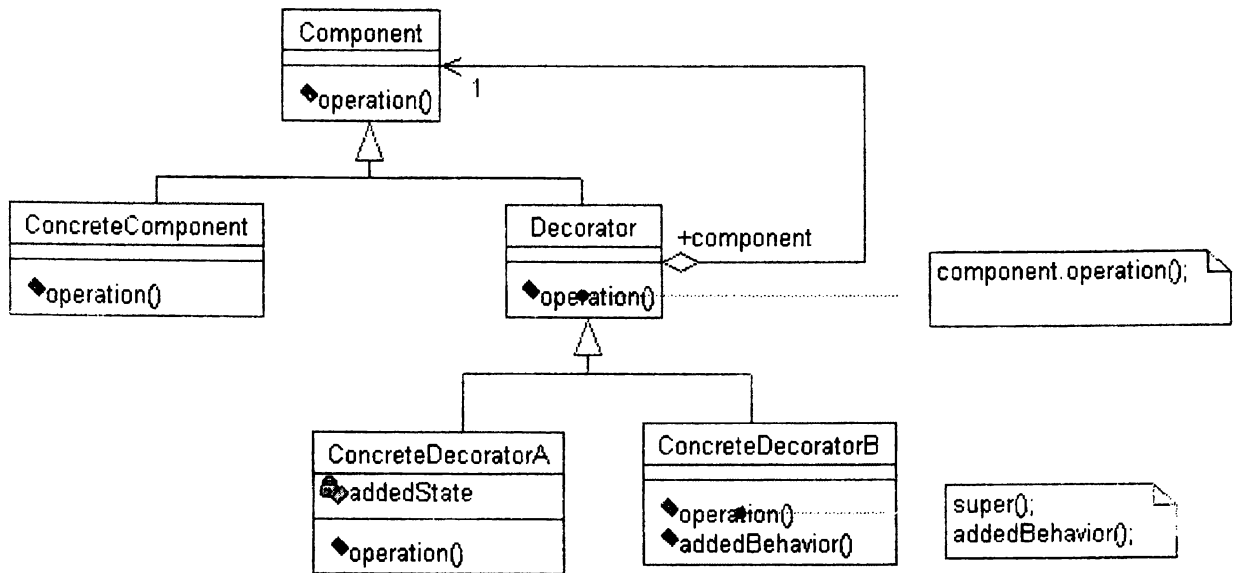 Component
1
operation()
ConcreteComponent
operation()
Decorator
+component
operation()
component.operation();
ConcreteDecoratorA
addedState
operation()
ConcreteDecoratorB
operation()
addedBehavior()
super();
addedBehavior();